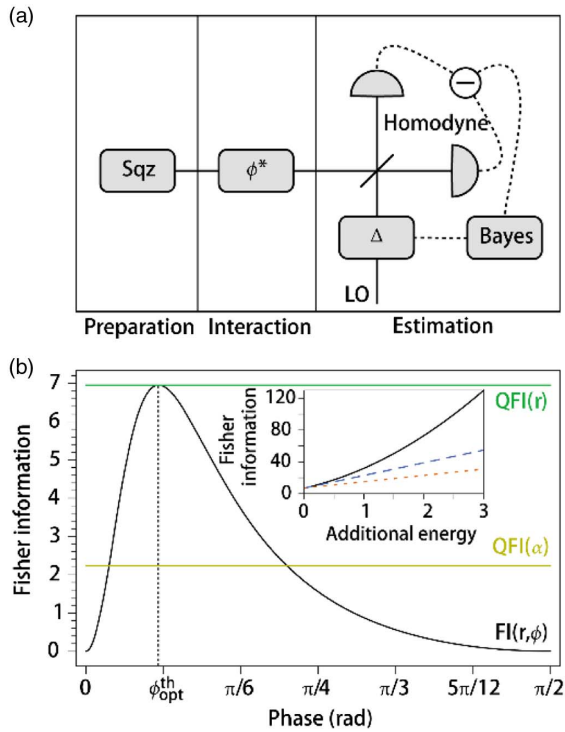 (a)
Sqz
ϕ*
Homodyne
−
Δ
Bayes
LO
Preparation
Interaction
Estimation
(b)
Fisher information
7
6
5
4
3
2
1
0
QFI(r)
QFI(α)
FI(r,ϕ)
Fisher
information
120
80
40
0
0 1 2 3
Additional energy
0 ϕ^th_opt π/6 π/4 π/3 5π/12 π/2
Phase (rad)